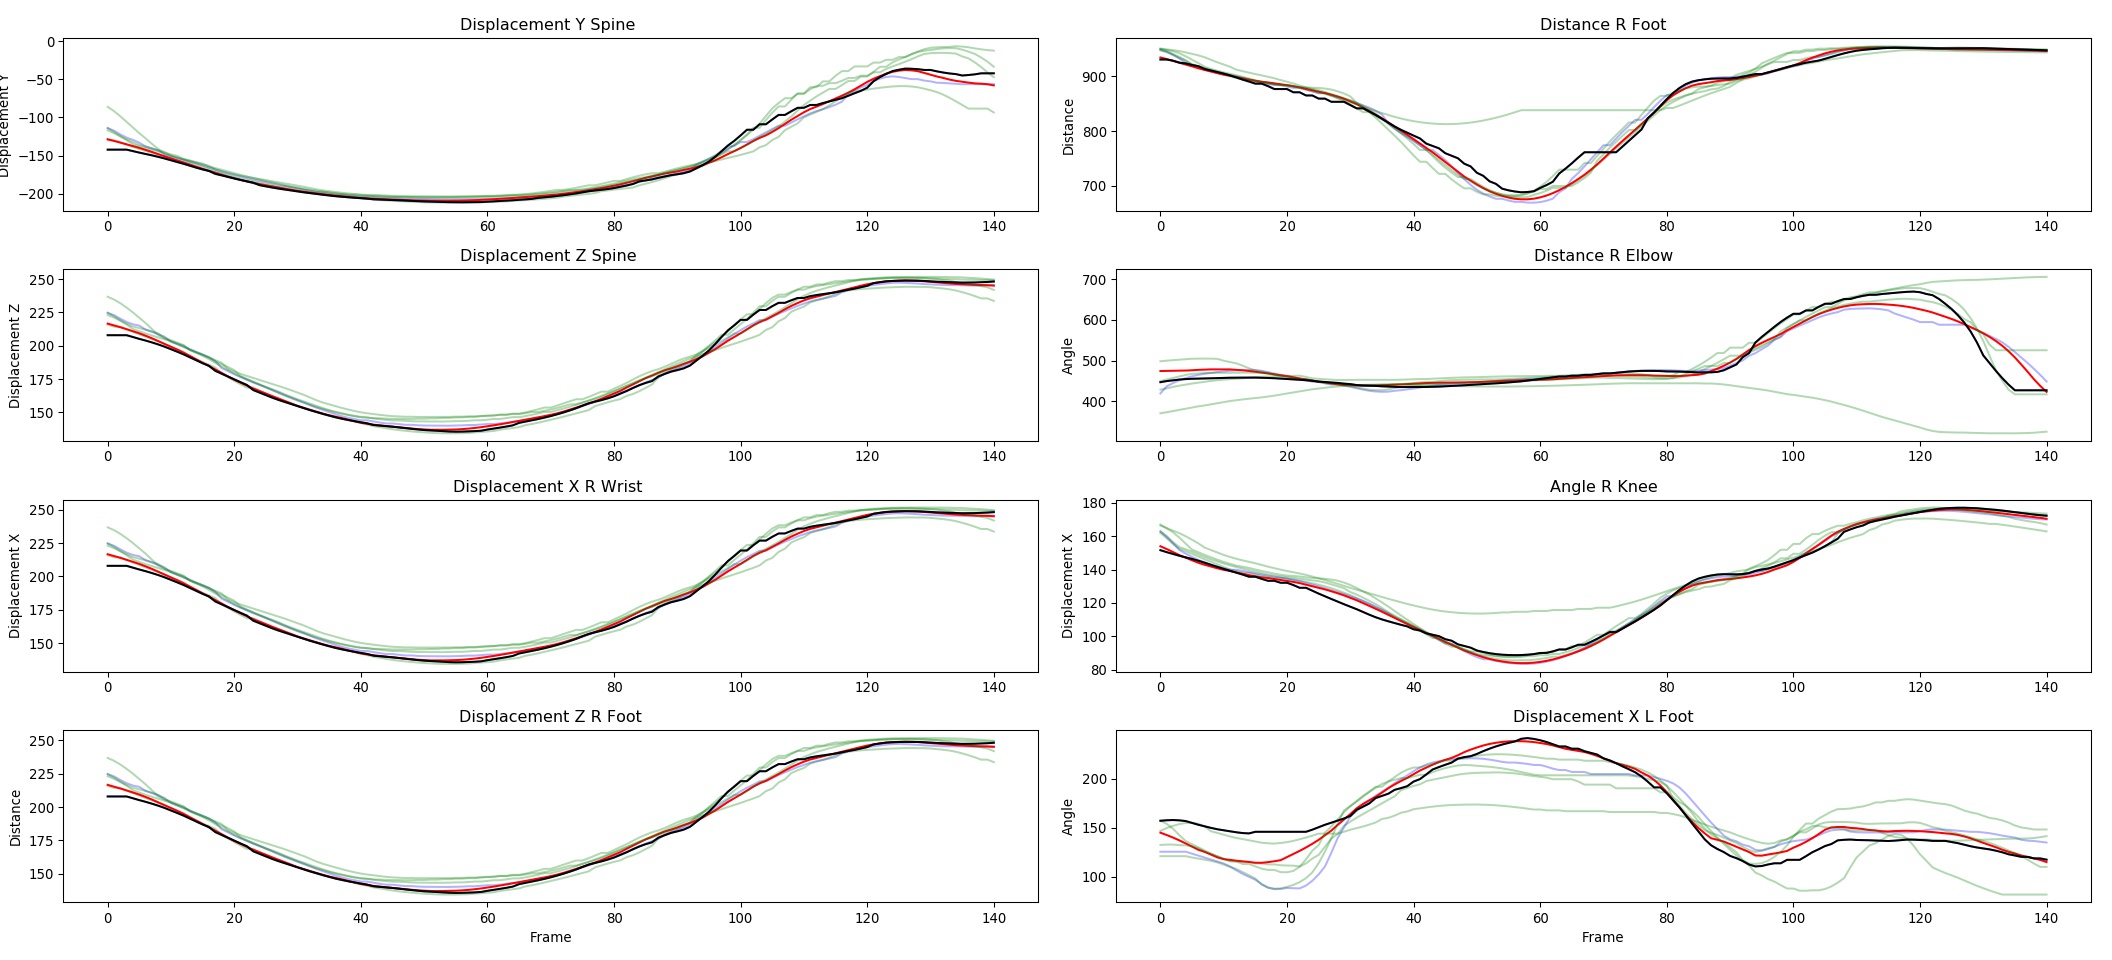 Displacement Y Spine
Displacement Y
0
−50
−100
−150
−200
0 20 40 60 80 100 120 140
Distance R Foot
Distance
900
800
700
0 20 40 60 80 100 120 140
Displacement Z Spine
Displacement Z
250
225
200
175
150
0 20 40 60 80 100 120 140
Distance R Elbow
Angle
700
600
500
400
0 20 40 60 80 100 120 140
Displacement X R Wrist
Displacement X
250
225
200
175
150
0 20 40 60 80 100 120 140
Angle R Knee
Displacement X
180
160
140
120
100
80
0 20 40 60 80 100 120 140
Displacement Z R Foot
Distance
250
225
200
175
150
0 20 40 60 80 100 120 140
Frame
Displacement X L Foot
Angle
200
150
100
0 20 40 60 80 100 120 140
Frame